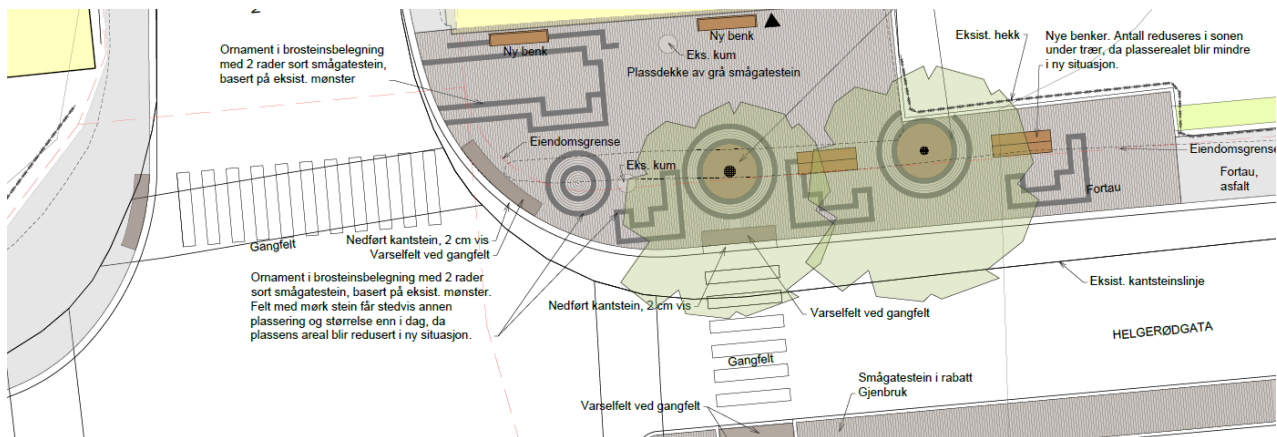 Ornament i brosteinsbelegning
med 2 rader sort smågatestein,
basert på eksist. mønster
Ny benk
Ny benk
Eks. kum
Plassdekke av grå smågatestein
Eksist. hekk
Nye benker. Antall reduseres i sonen
under trær, da plasserealet blir mindre
i ny situasjon.
Eiendomsgrense
Eks. kum
Eiendomsgrense
Fortau,
asfalt
Fortau
Gangfelt
Nedført kantstein, 2 cm vis
Varselfelt ved gangfelt
Ornament i brosteinsbelegning med 2 rader
sort smågatestein, basert på eksist. mønster.
Felt med mørk stein får stedvis annen
plassering og størrelse enn i dag, da
plassens areal blir redusert i ny situasjon.
Nedført kantstein, 2 cm vis
Varselfelt ved gangfelt
Eksist. kantsteinslinje
HELGERØDGATA
Gangfelt
Smågatestein i rabatt
Gjenbruk
Varselfelt ved gangfelt